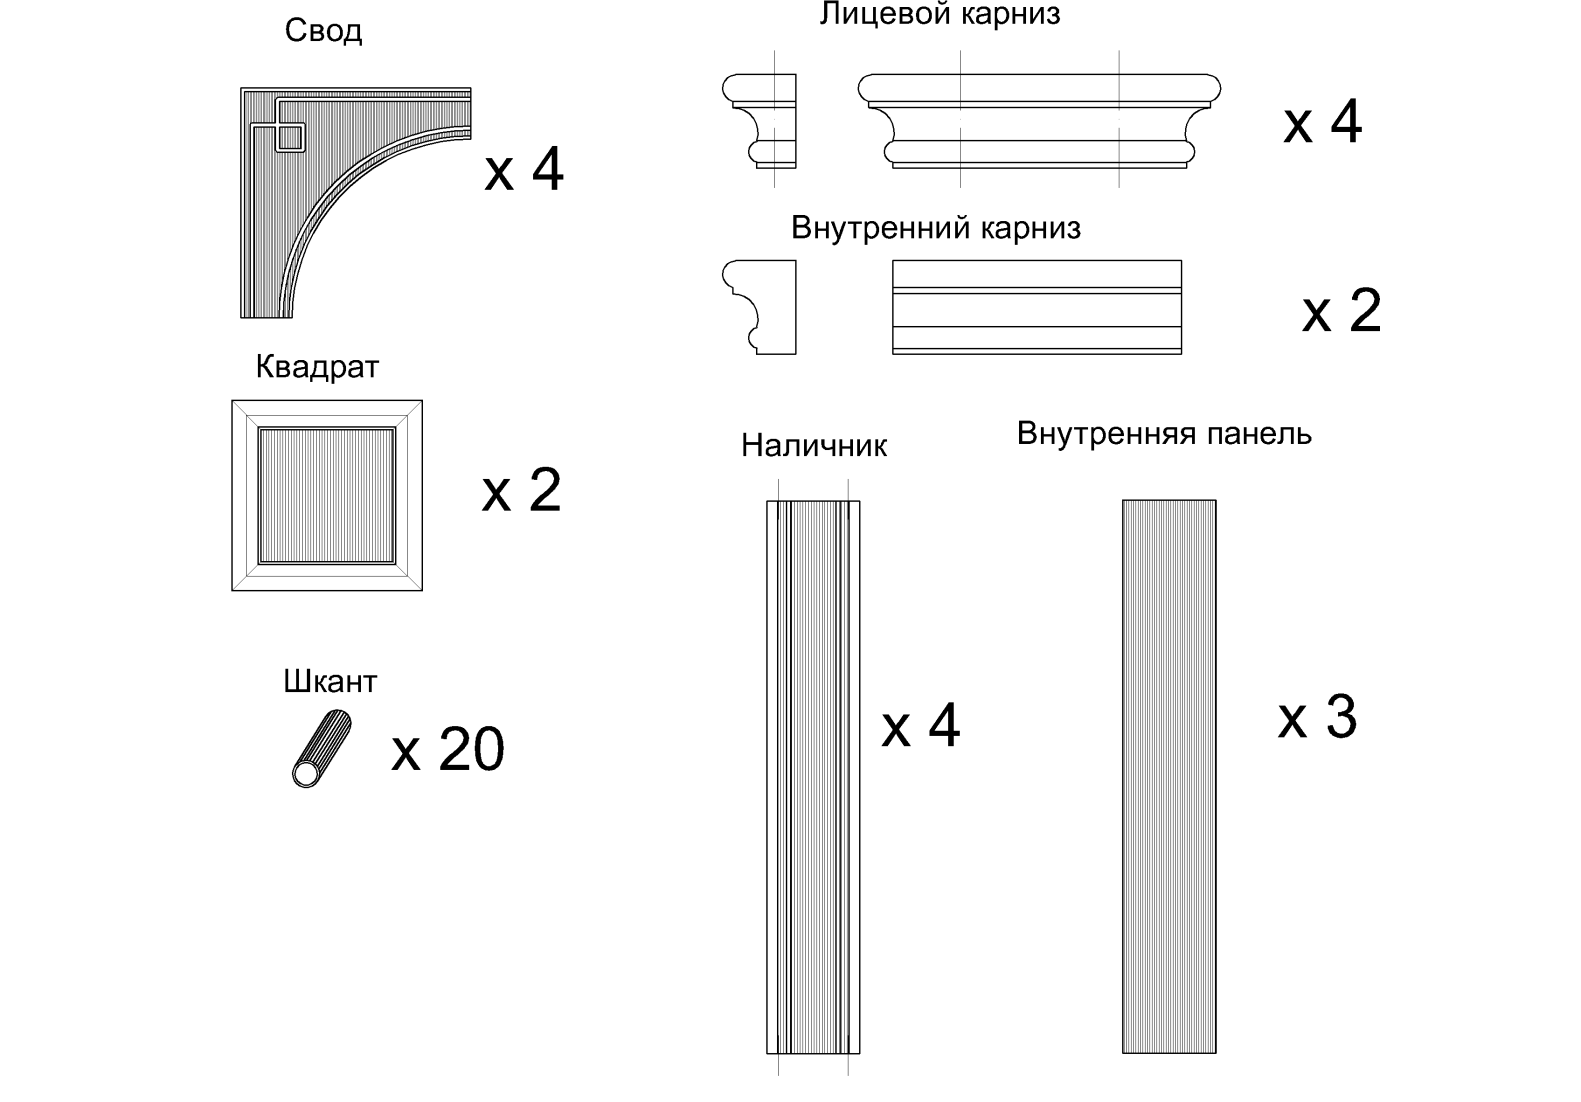 Свод
x 4
Квадрат
x 2
Шкант
x 20
Лицевой карниз
x 4
Внутренний карниз
x 2
Наличник
x 4
Внутренняя панель
x 3